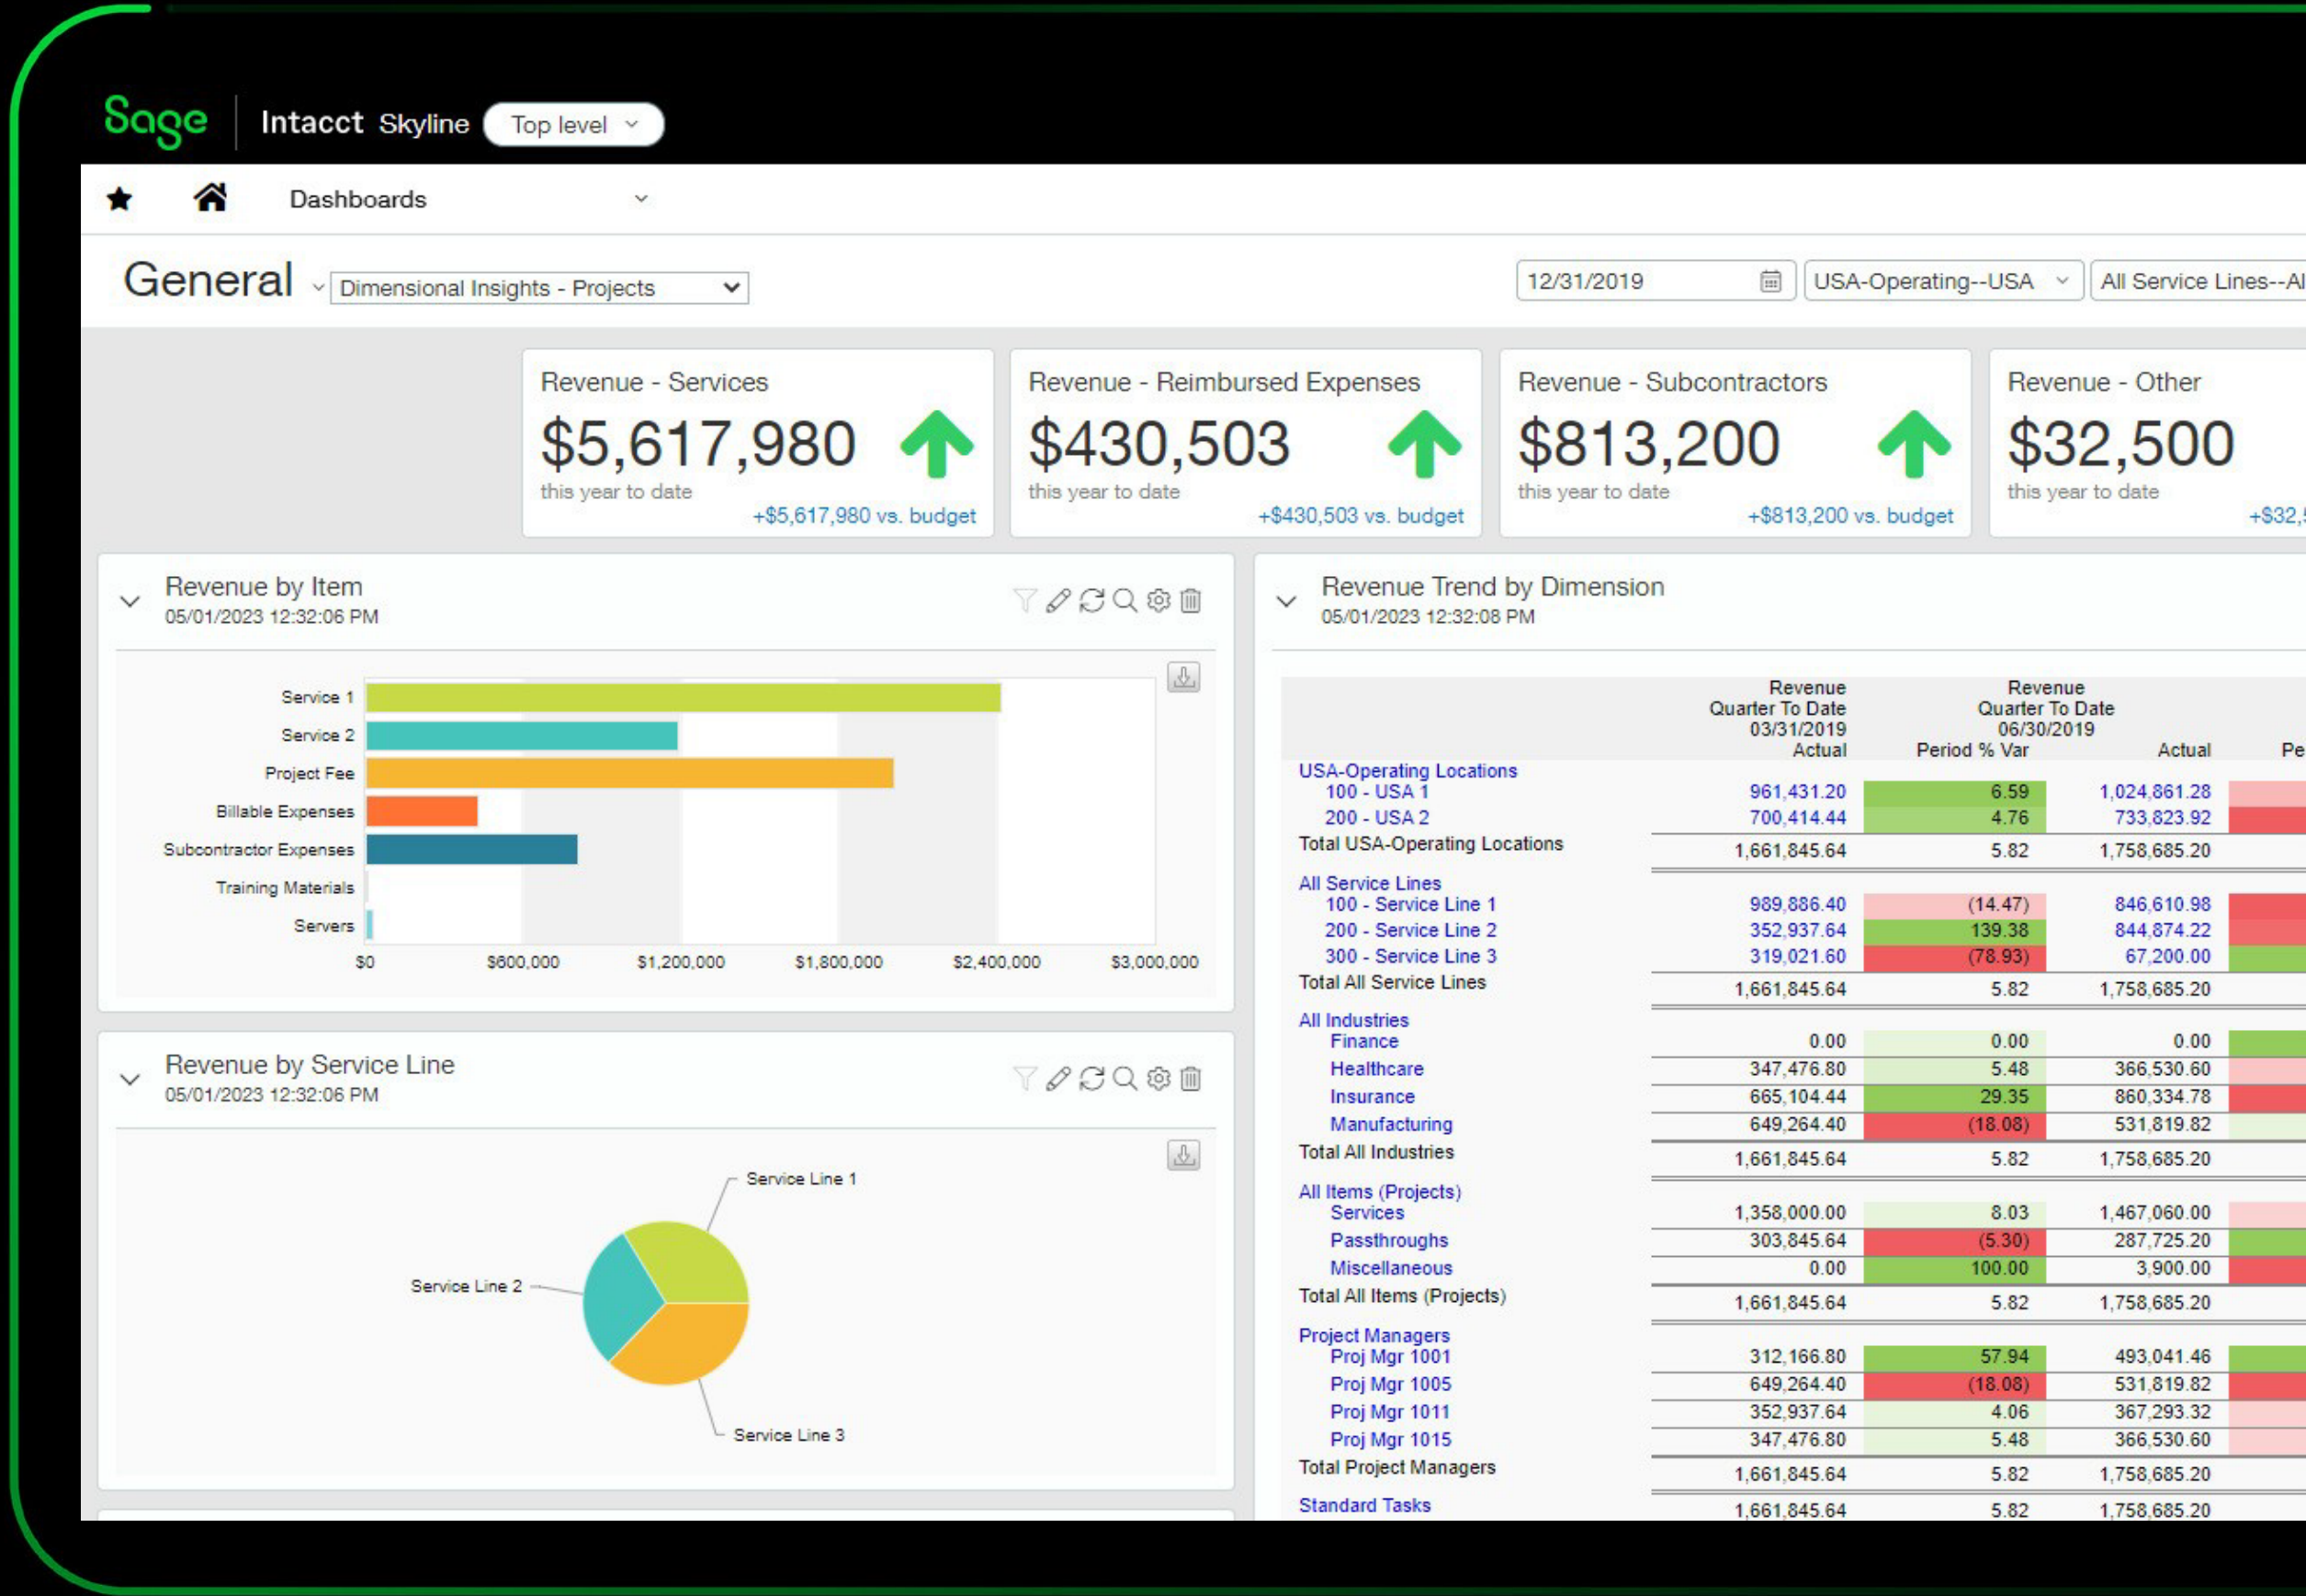 Sage Intacct Skyline Top level
Dashboards
General Dimensional Insights - Projects 12/31/2019 USA-Operating--USA All Service Lines--Al
Revenue - Services
$5,617,980
this year to date
+$5,617,980 vs. budget
Revenue - Reimbursed Expenses
$430,503
this year to date
+$430,503 vs. budget
Revenue - Subcontractors
$813,200
this year to date
+$813,200 vs. budget
Revenue - Other
$32,500
this year to date
+$32,
Revenue by Item
05/01/2023 12:32:06 PM
Service 1
Service 2
Project Fee
Billable Expenses
Subcontractor Expenses
Training Materials
Servers
$0 $600,000 $1,200,000 $1,800,000 $2,400,000 $3,000,000
Revenue by Service Line
05/01/2023 12:32:06 PM
Service Line 1
Service Line 2
Service Line 3
Revenue Trend by Dimension
05/01/2023 12:32:08 PM
Revenue Revenue
Quarter To Date Quarter To Date
03/31/2019 06/30/2019
Actual Period % Var Actual Pe
USA-Operating Locations
100 - USA 1 961,431.20 6.59 1,024,861.28
200 - USA 2 700,414.44 4.76 733,823.92
Total USA-Operating Locations 1,661,845.64 5.82 1,758,685.20
All Service Lines
100 - Service Line 1 989,886.40 (14.47) 846,610.98
200 - Service Line 2 352,937.64 139.38 844,874.22
300 - Service Line 3 319,021.60 (78.93) 67,200.00
Total All Service Lines 1,661,845.64 5.82 1,758,685.20
All Industries
Finance 0.00 0.00 0.00
Healthcare 347,476.80 5.48 366,530.60
Insurance 665,104.44 29.35 860,334.78
Manufacturing 649,264.40 (18.08) 531,819.82
Total All Industries 1,661,845.64 5.82 1,758,685.20
All Items (Projects)
Services 1,358,000.00 8.03 1,467,060.00
Passthroughs 303,845.64 (5.30) 287,725.20
Miscellaneous 0.00 100.00 3,900.00
Total All Items (Projects) 1,661,845.64 5.82 1,758,685.20
Project Managers
Proj Mgr 1001 312,166.80 57.94 493,041.46
Proj Mgr 1005 649,264.40 (18.08) 531,819.82
Proj Mgr 1011 352,937.64 4.06 367,293.32
Proj Mgr 1015 347,476.80 5.48 366,530.60
Total Project Managers 1,661,845.64 5.82 1,758,685.20
Standard Tasks 1,661,845.64 5.82 1,758,685.20